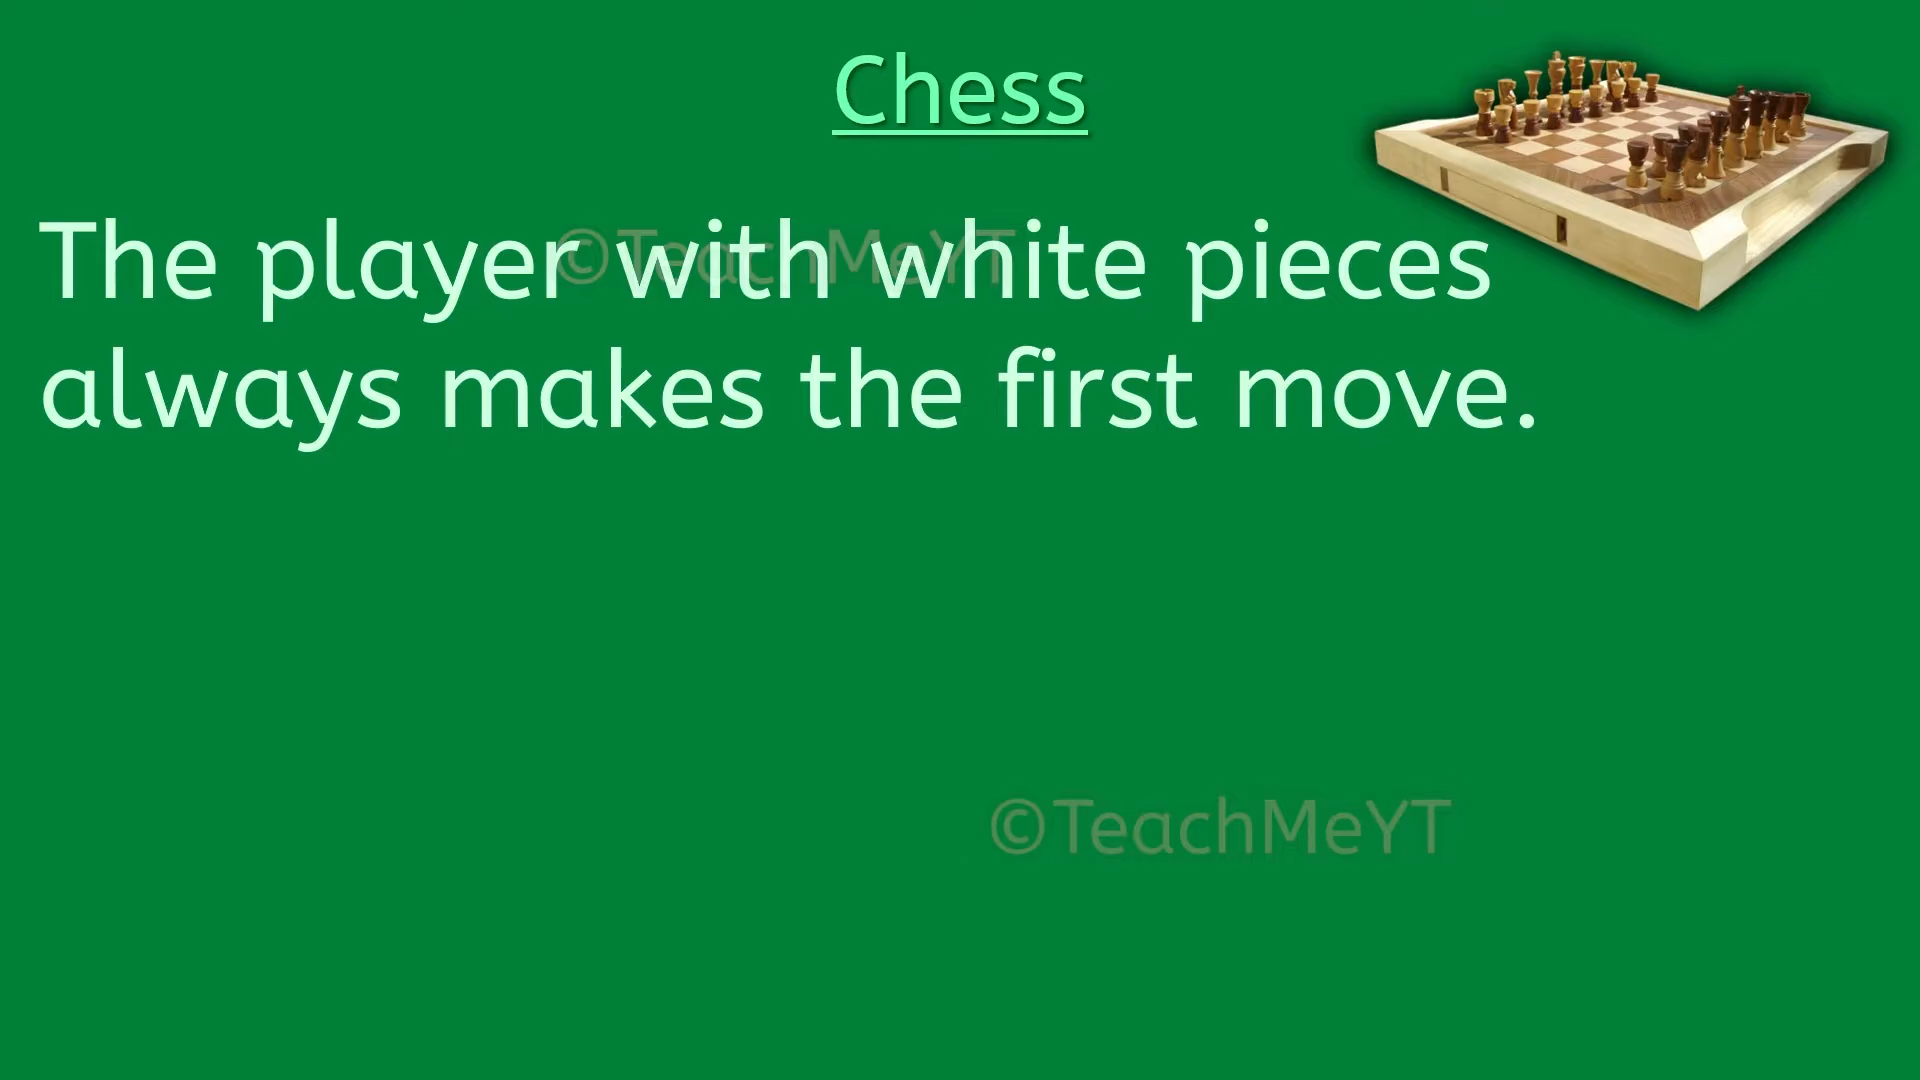 Chess
The player with white pieces
always makes the first move.
©TeachMeYT
©TeachMeYT